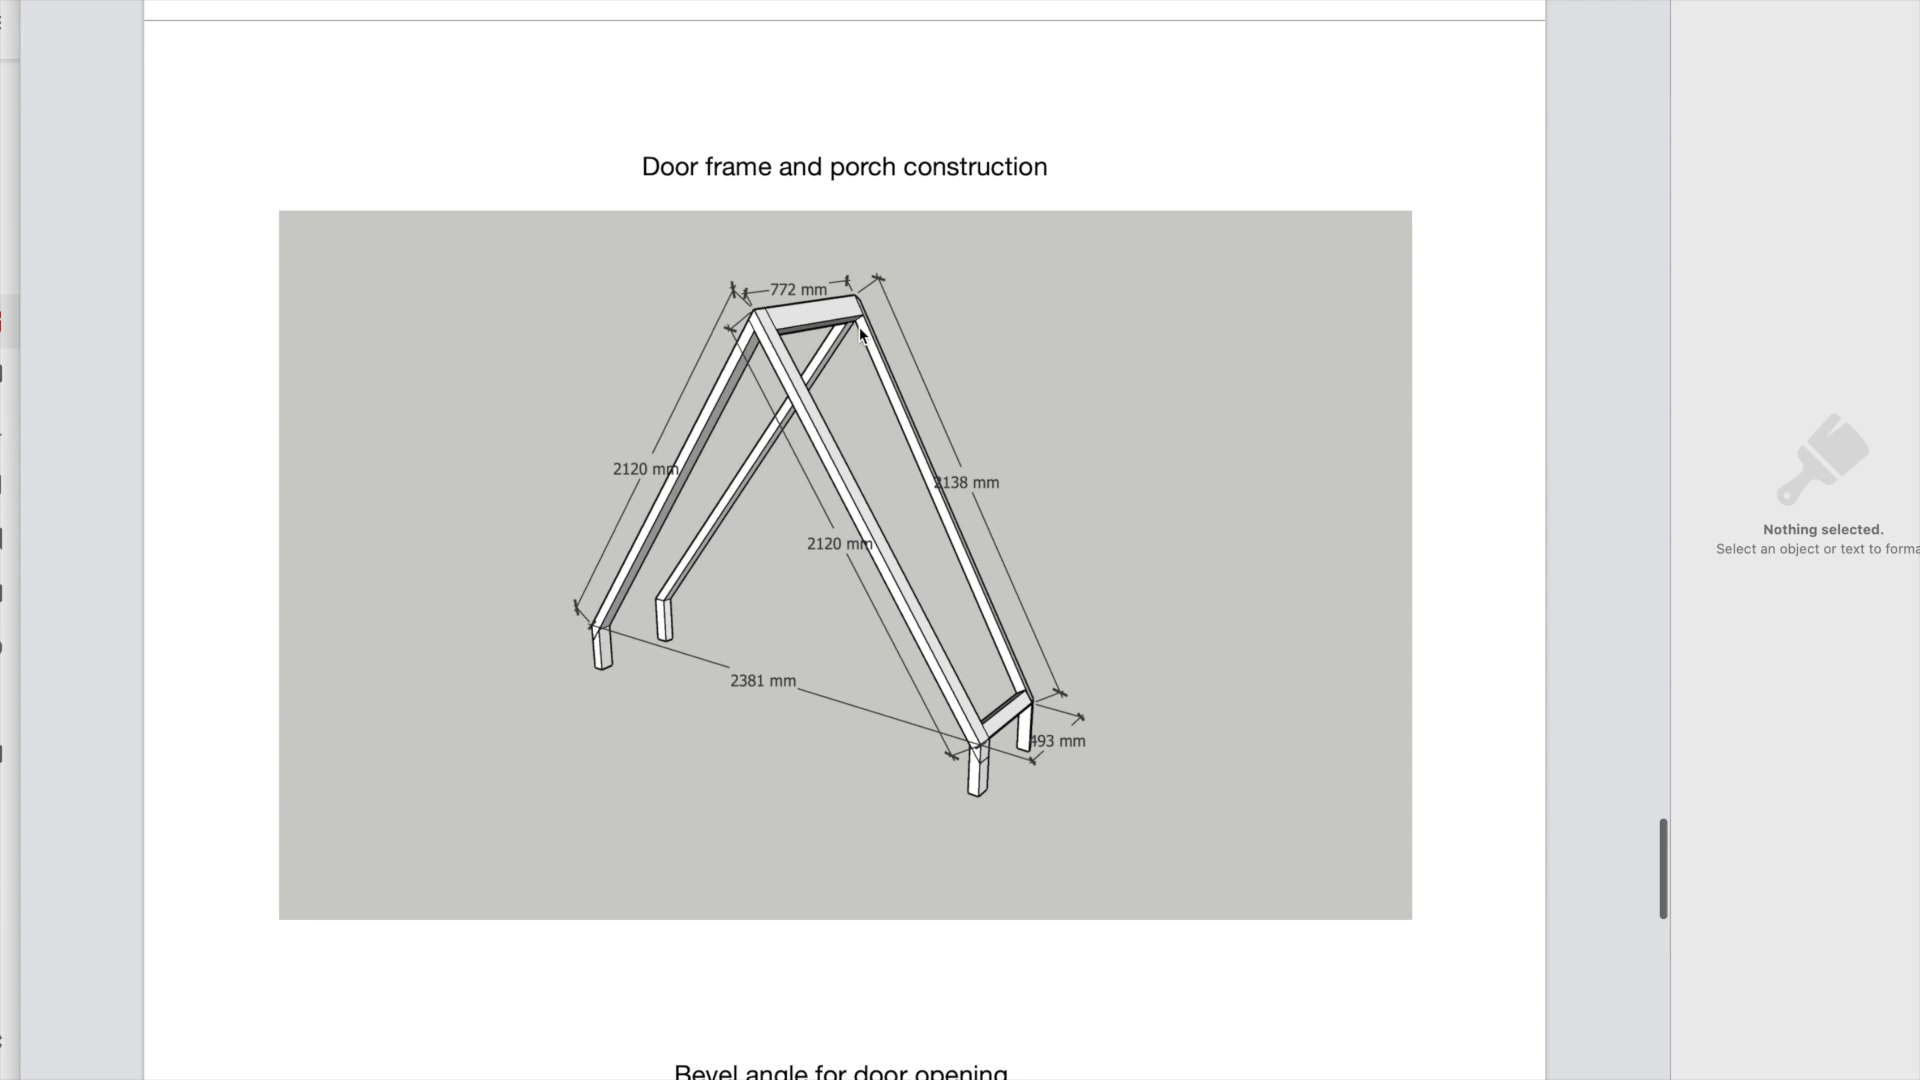 Door frame and porch construction
772 mm
2120 mm
2138 mm
2120 mm
2381 mm
493 mm
Nothing selected.
Select an object or text to forma
Bevel angle for door opening